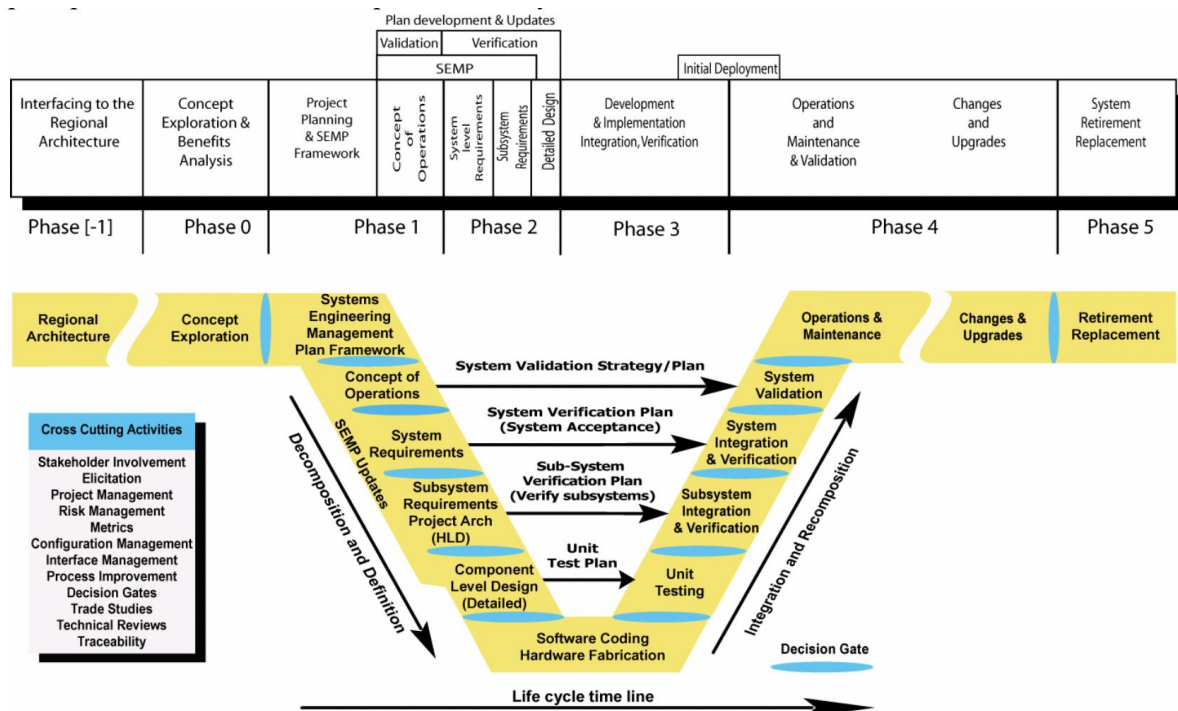 Plan development & Updates
Validation
Verification
SEMP
Initial Deployment
Interfacing to the
Regional
Architecture
Concept
Exploration &
Benefits
Analysis
Project
Planning
& SEMP
Framework
Concept
of
Operations
System
level
Requirements
Subsystem
Requirements
Detailed Design
Development
& Implementation
Integration, Verification
Operations
and
Maintenance
& Validation
Changes
and
Upgrades
System
Retirement
Replacement
Phase [-1]
Phase 0
Phase 1
Phase 2
Phase 3
Phase 4
Phase 5
Regional
Architecture
Concept
Exploration
Systems
Engineering
Management
Plan Framework
Operations &
Maintenance
Changes &
Upgrades
Retirement
Replacement
Concept of
Operations
System Validation Strategy/Plan
System
Validation
System
Requirements
System Verification Plan
(System Acceptance)
System
Integration
& Verification
Subsystem
Requirements
Project Arch
(HLD)
Sub-System
Verification Plan
(Verify subsystems)
Subsystem
Integration
& Verification
Component
Level Design
(Detailed)
Unit
Test Plan
Unit
Testing
Software Coding
Hardware Fabrication
SEMP Updates
Decomposition and Definition
Integration and Recomposition
Cross Cutting Activities
Stakeholder Involvement
Elicitation
Project Management
Risk Management
Metrics
Configuration Management
Interface Management
Process Improvement
Decision Gates
Trade Studies
Technical Reviews
Traceability
Decision Gate
Life cycle time line